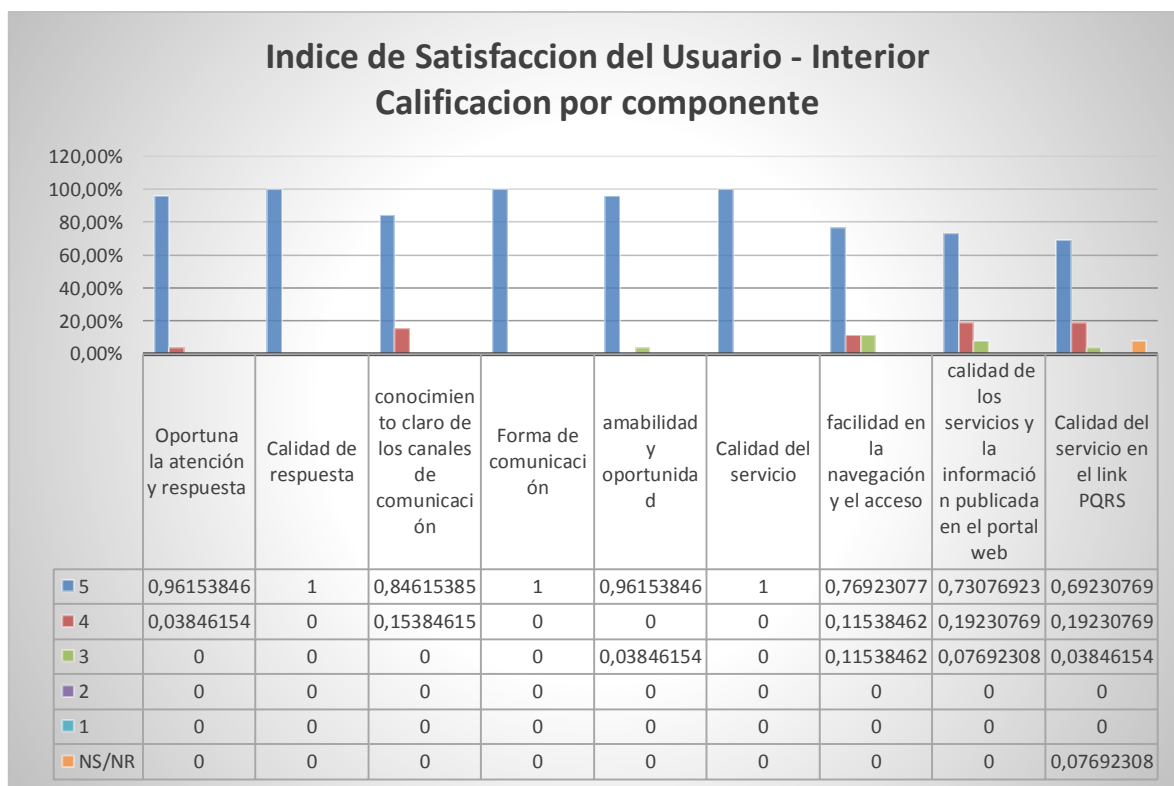 Indice de Satisfaccion del Usuario - Interior
Calificacion por componente
120,00%
100,00%
80,00%
60,00%
40,00%
20,00%
0,00%
Oportuna
la atención
y respuesta
Calidad de
respuesta
conocimien
to claro de
los canales
de
comunicaci
ón
Forma de
comunicaci
ón
amabilidad
y
oportunida
d
Calidad del
servicio
facilidad en
la
navegación
y el acceso
calidad de
los
servicios y
la
informació
n publicada
en el portal
web
Calidad del
servicio en
el link
PQRS
5 0,96153846 1 0,84615385 1 0,96153846 1 0,76923077 0,73076923 0,69230769
4 0,03846154 0 0,15384615 0 0 0 0,11538462 0,19230769 0,19230769
3 0 0 0 0 0,03846154 0 0,11538462 0,07692308 0,03846154
2 0 0 0 0 0 0 0 0 0
1 0 0 0 0 0 0 0 0 0
NS/NR 0 0 0 0 0 0 0 0 0,07692308